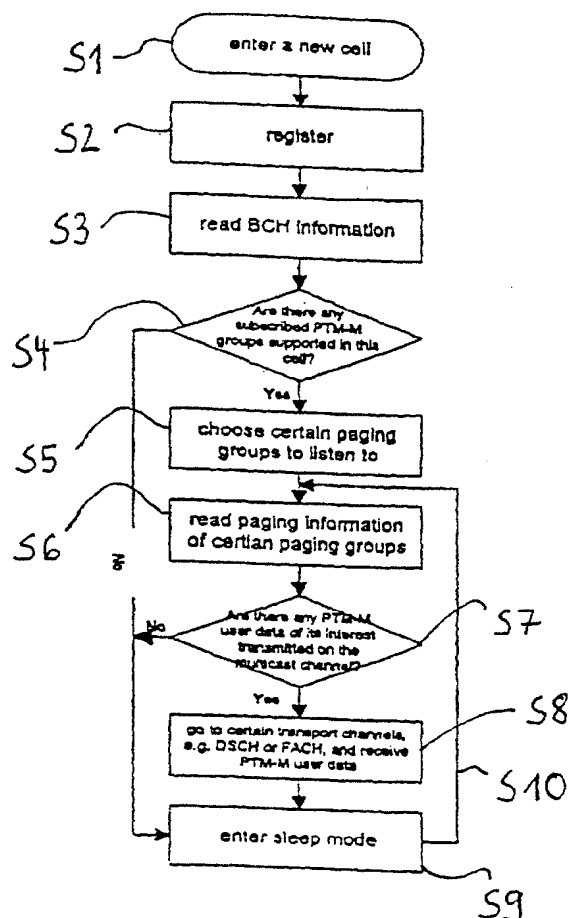 S1
enter a new cell
S2
register
S3
read BCH information
S4
Are there any
subscribed PTM-M
groups supported in this
cell?
Yes
S5
choose certain paging
groups to listen to
S6
read paging information
of certian paging groups
No
S7
Are there any PTM-M
user data of its interest
transmitted on the
multicast channel?
No
Yes
S8
go to certain transport channels,
e.g. DSCH or FACH, and receive
PTM-M user data
S10
enter sleep mode
S9